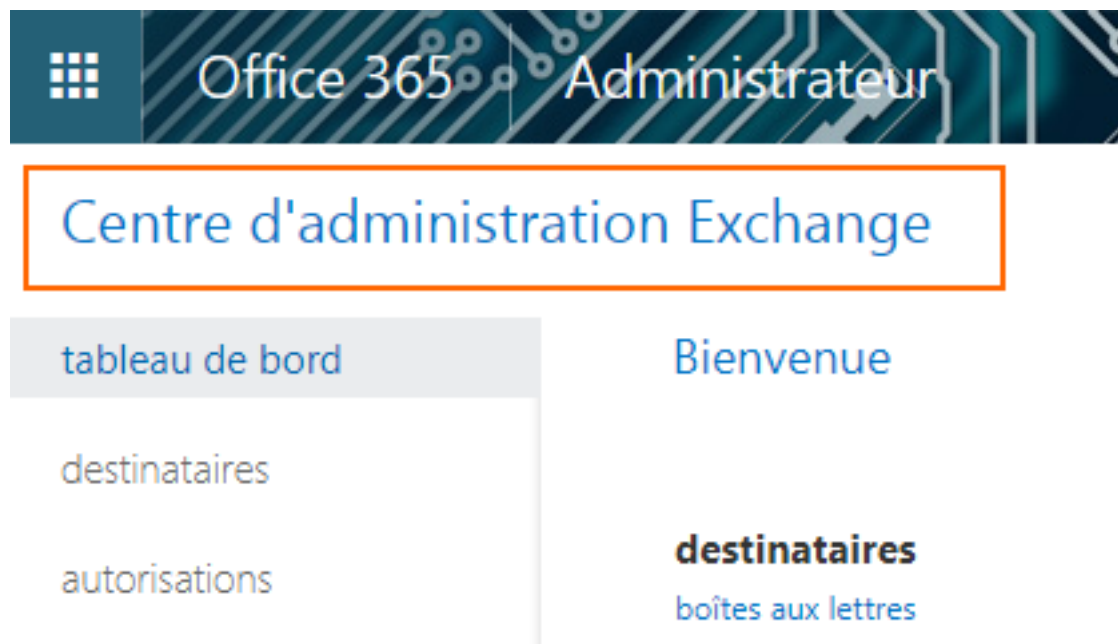 Office 365 Administrateur
Centre d'administration Exchange
tableau de bord
destinataires
autorisations
Bienvenue
destinataires
boîtes aux lettres